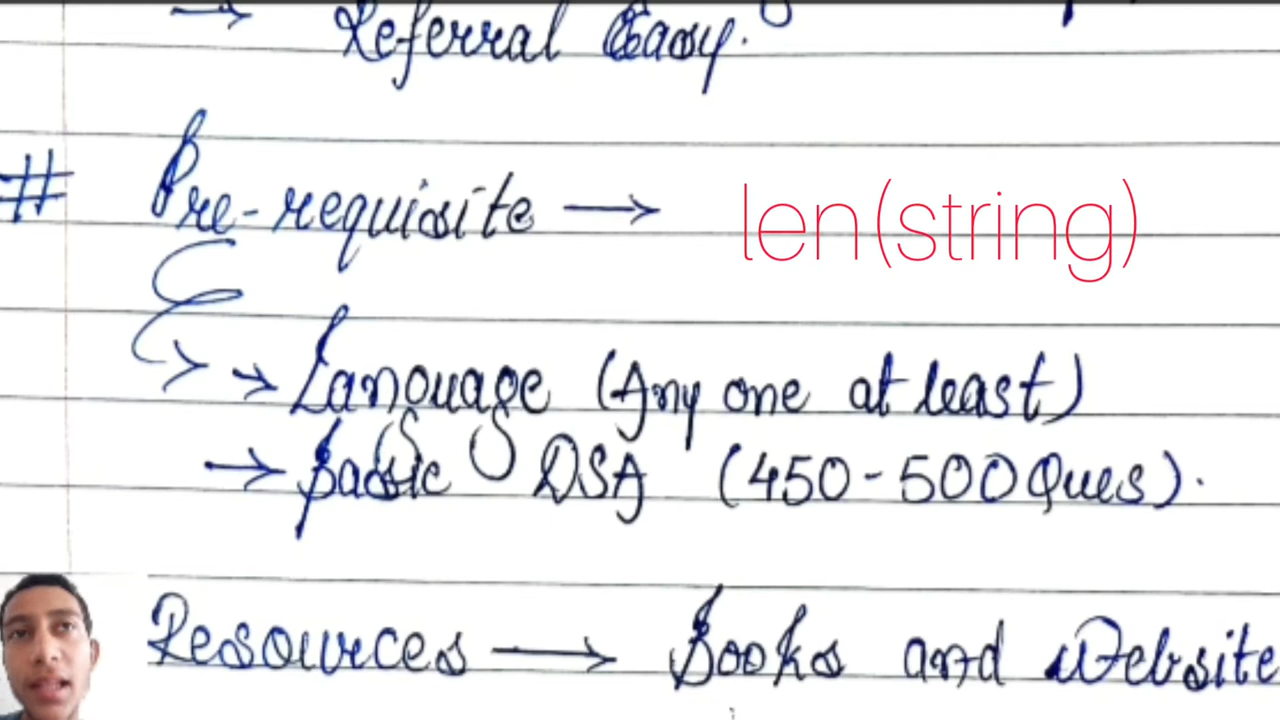 → Referral Easy.
# Pre-requisite → len(string)
→ Language (Any one at least)
→ Basic DSA (450-500 Ques).
Resources → Books and Website